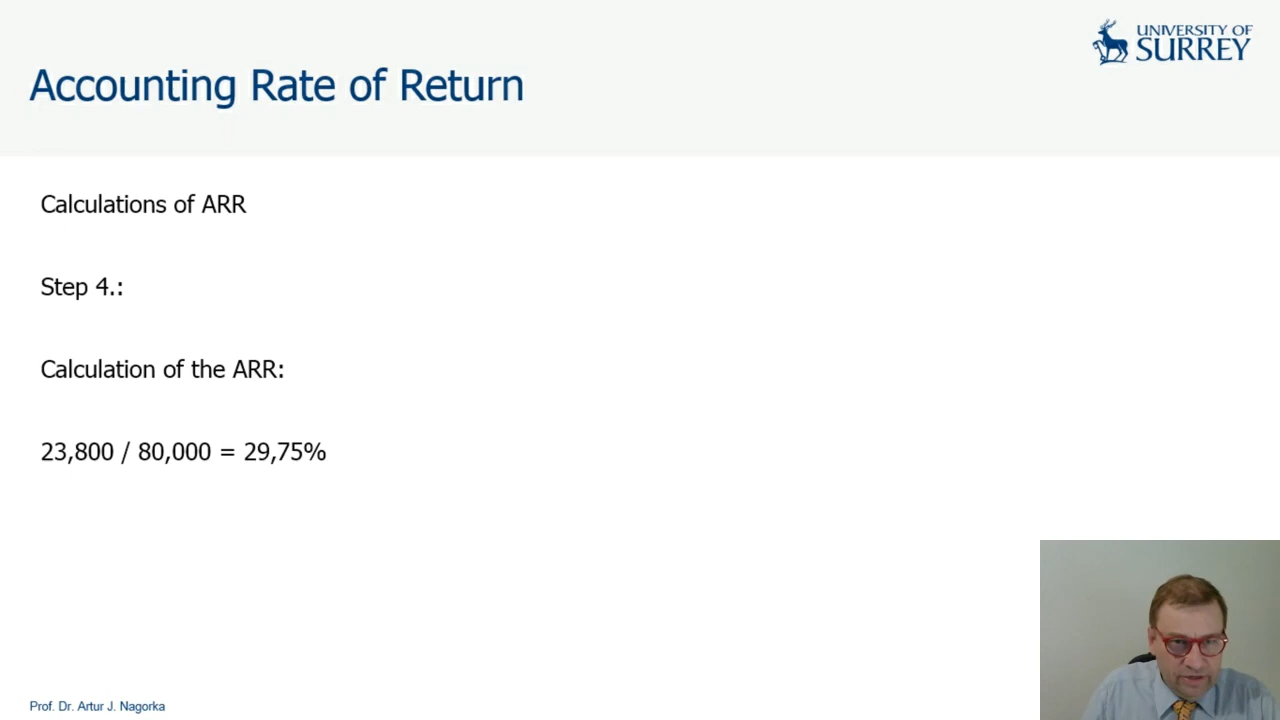 UNIVERSITY OF
SURREY
Accounting Rate of Return
Calculations of ARR
Step 4.:
Calculation of the ARR:
23,800 / 80,000 = 29,75%
Prof. Dr. Artur J. Nagorka